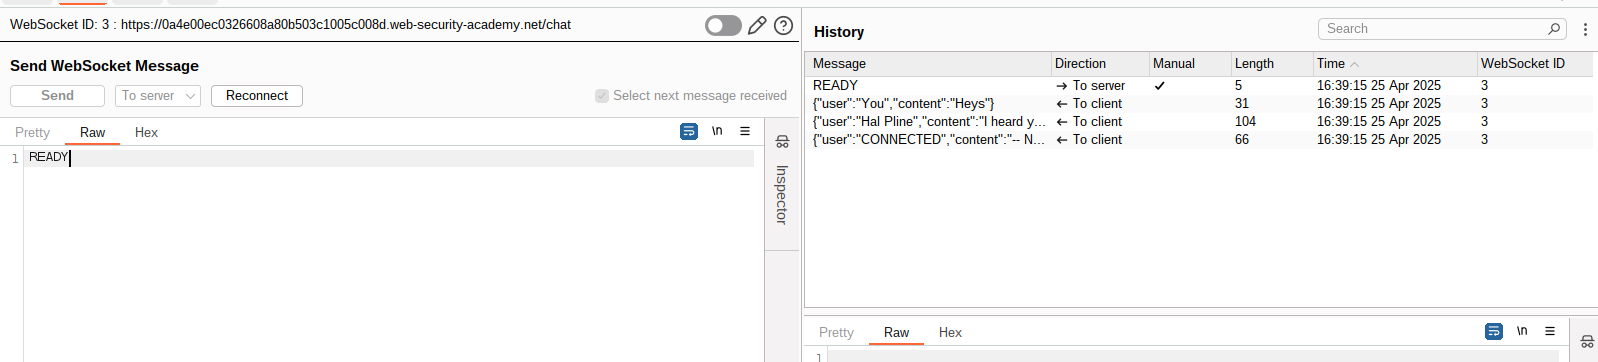 WebSocket ID: 3 : https://0a4e00ec0326608a80b503c1005c008d.web-security-academy.net/chat
Send WebSocket Message
Send To server Reconnect Select next message received
Pretty Raw Hex \n
1 READY
Inspector
History
Search
Message Direction Manual Length Time WebSocket ID
READY → To server ✓ 5 16:39:15 25 Apr 2025 3
{"user":"You","content":"Heys"} ← To client 31 16:39:15 25 Apr 2025 3
{"user":"Hal Pline","content":"I heard y... ← To client 104 16:39:15 25 Apr 2025 3
{"user":"CONNECTED","content":"-- N... ← To client 66 16:39:15 25 Apr 2025 3
Pretty Raw Hex \n
1